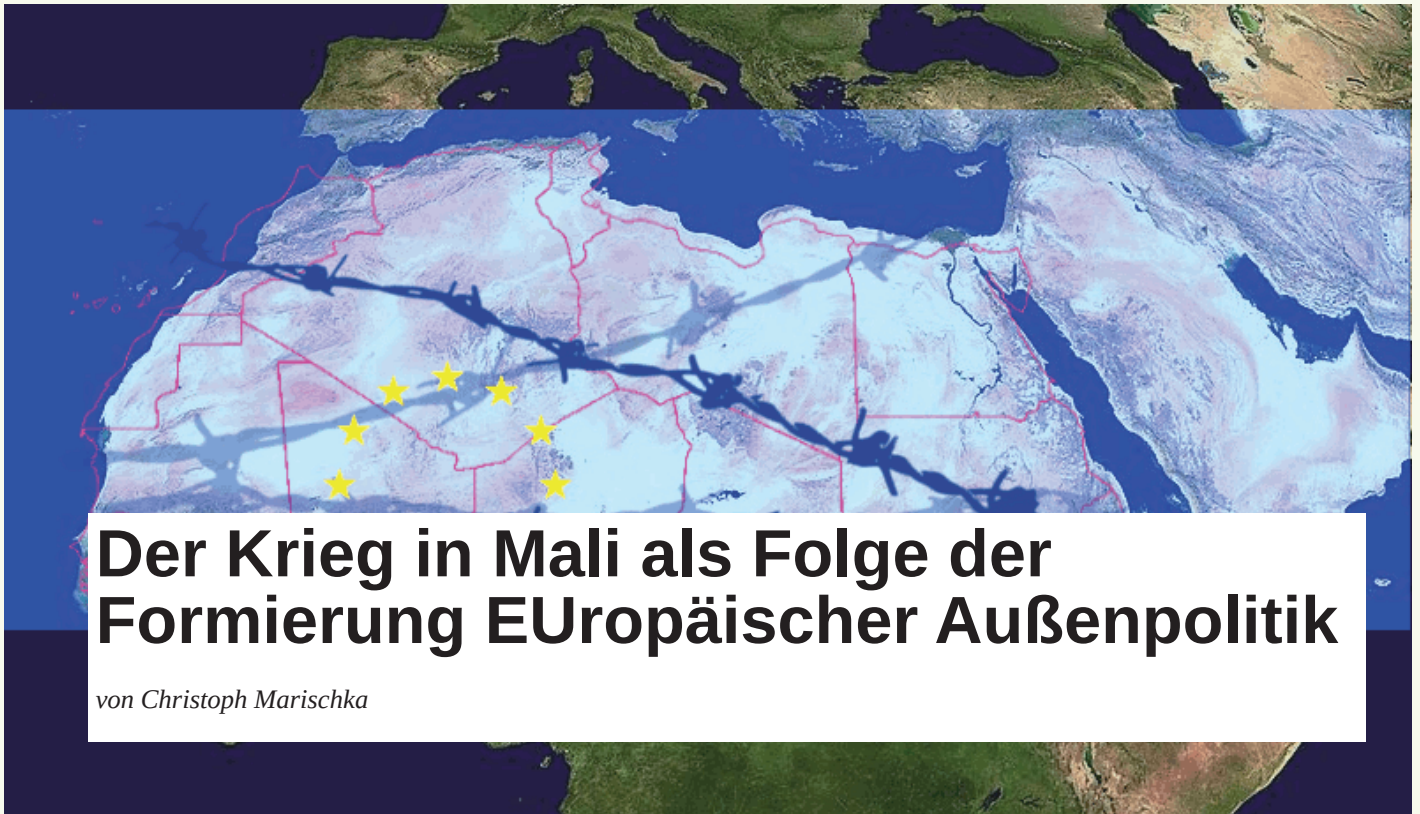 Der Krieg in Mali als Folge der
Formierung EUropäischer Außenpolitik
von Christoph Marischka